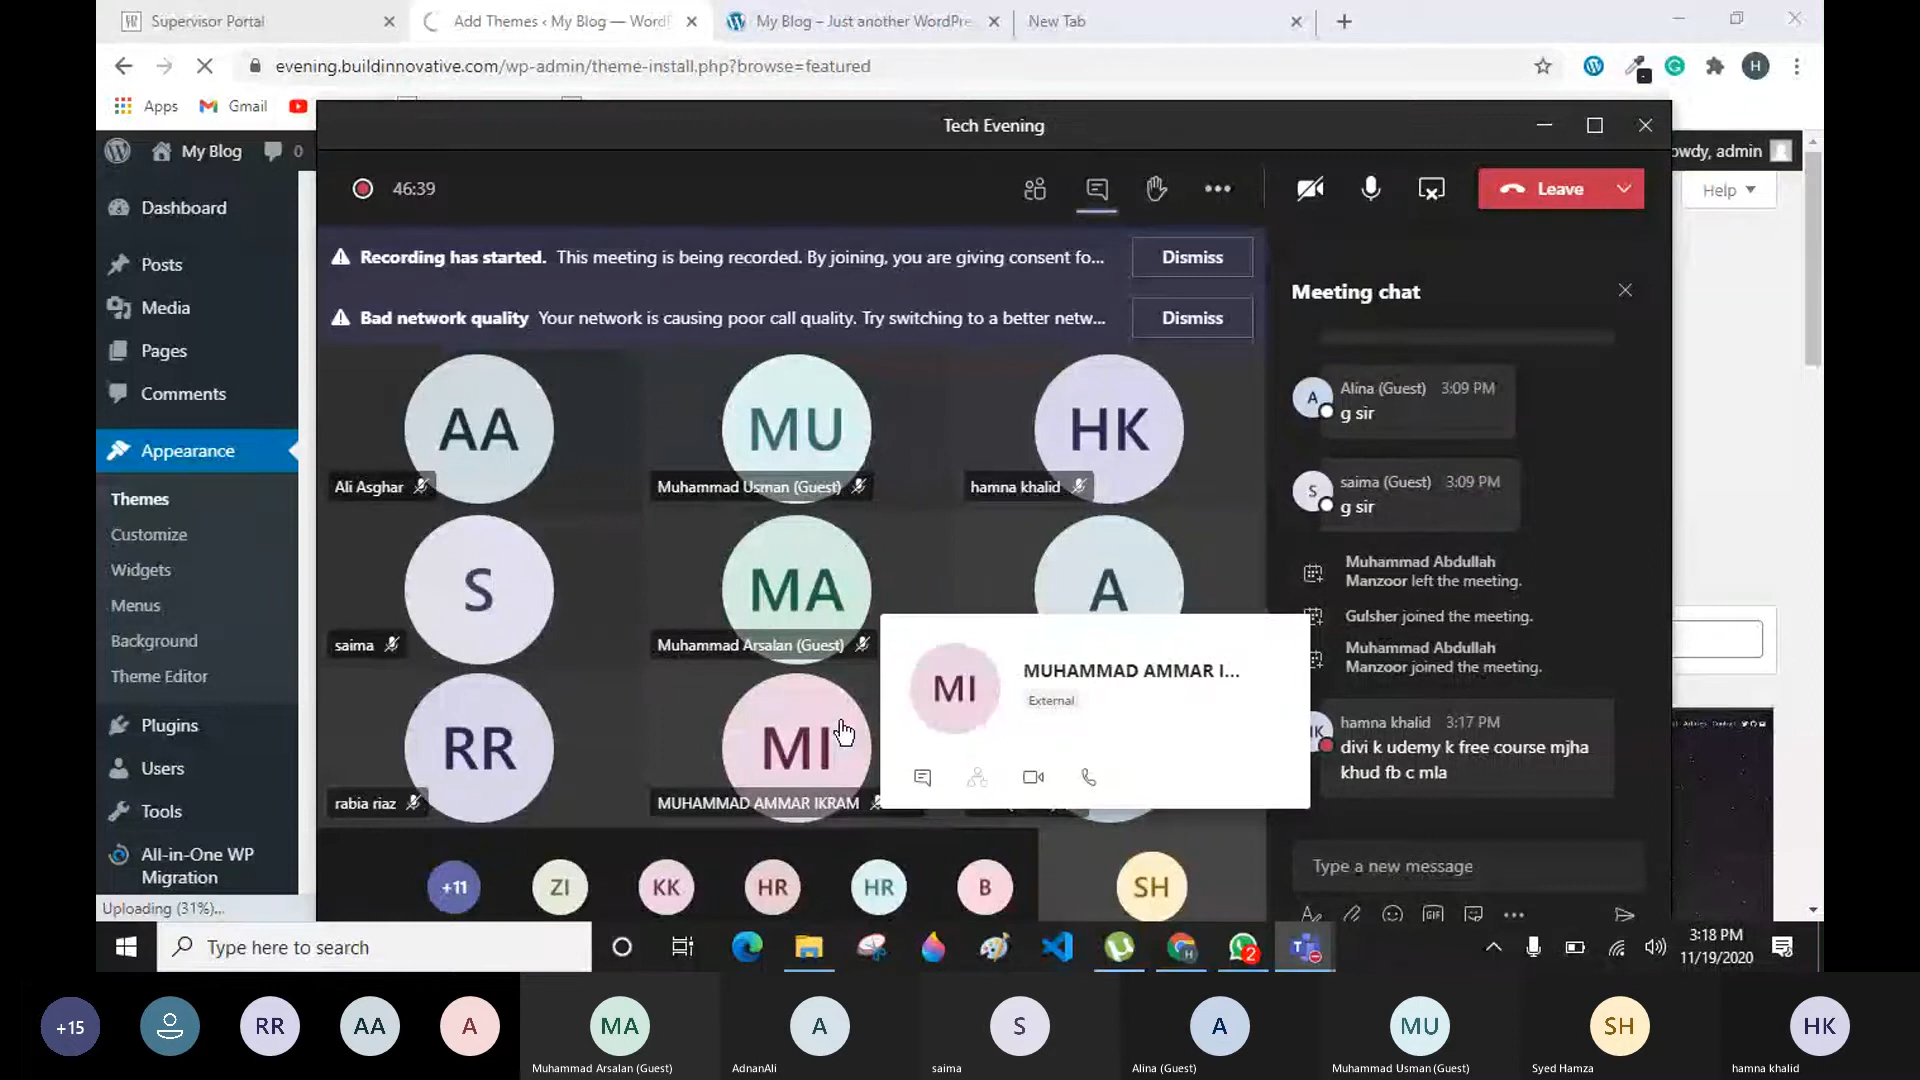 Supervisor Portal
Add Themes ‹ My Blog — Word
My Blog – Just another WordPre
New Tab
evening.buildinnovative.com/wp-admin/theme-install.php?browse=featured
H
Apps
Gmail
Tech Evening
My Blog
0
owdy, admin
46:39
Leave
Help
Dashboard
Posts
Media
Pages
Comments
Appearance
Themes
Customize
Widgets
Menus
Background
Theme Editor
Plugins
Users
Tools
All-in-One WP
Migration
Uploading (31%)...
Recording has started. This meeting is being recorded. By joining, you are giving consent fo...
Dismiss
Bad network quality Your network is causing poor call quality. Try switching to a better netw...
Dismiss
AA
Ali Asghar
MU
Muhammad Usman (Guest)
HK
hamna khalid
S
saima
MA
Muhammad Arsalan (Guest)
A
RR
rabia riaz
MI
MUHAMMAD AMMAR IKRAM
MI
MUHAMMAD AMMAR I...
External
+11
ZI
KK
HR
HR
B
SH
Meeting chat
A
Alina (Guest) 3:09 PM
g sir
S
saima (Guest) 3:09 PM
g sir
Muhammad Abdullah
Manzoor left the meeting.
Gulsher joined the meeting.
Muhammad Abdullah
Manzoor joined the meeting.
hamna khalid 3:17 PM
divi k udemy k free course mjha
khud fb c mla
Type a new message
GIF
Type here to search
2
3:18 PM
11/19/2020
+15
RR
AA
A
MA
Muhammad Arsalan (Guest)
A
AdnanAli
S
saima
A
Alina (Guest)
MU
Muhammad Usman (Guest)
SH
Syed Hamza
HK
hamna khalid